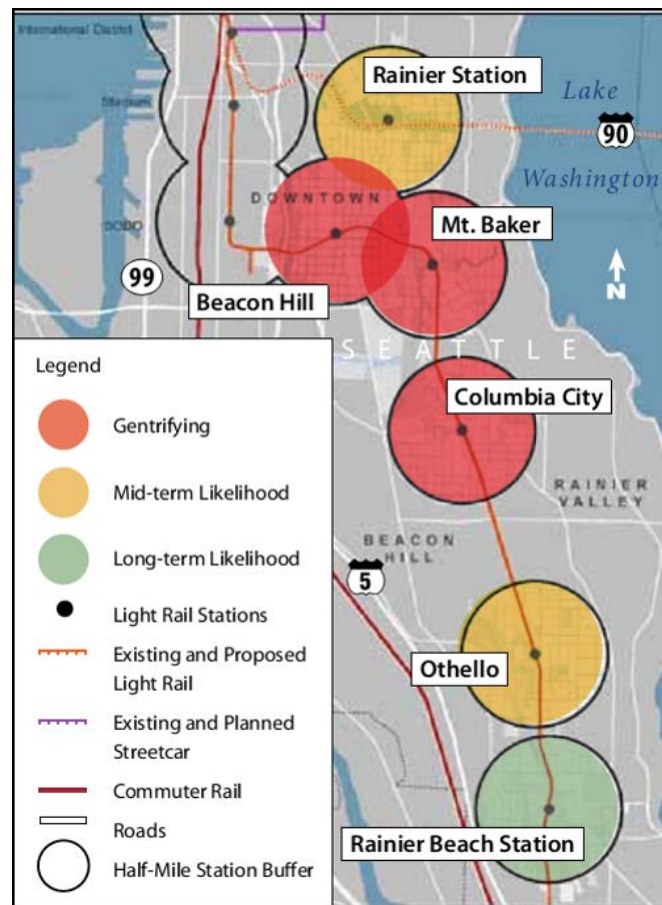 International District
Rainier Station
Lake
Stadium
90
Washington
DOWNTOWN
Mt. Baker
SODO
99
N
Beacon Hill
SEATTLE
Legend
Columbia City
Gentrifying
Mid-term Likelihood
RAINIER
VALLEY
BEACON
HILL
Long-term Likelihood
5
Light Rail Stations
Existing and Proposed
Light Rail
Othello
Existing and Planned
Streetcar
Commuter Rail
Roads
Rainier Beach Station
Half-Mile Station Buffer